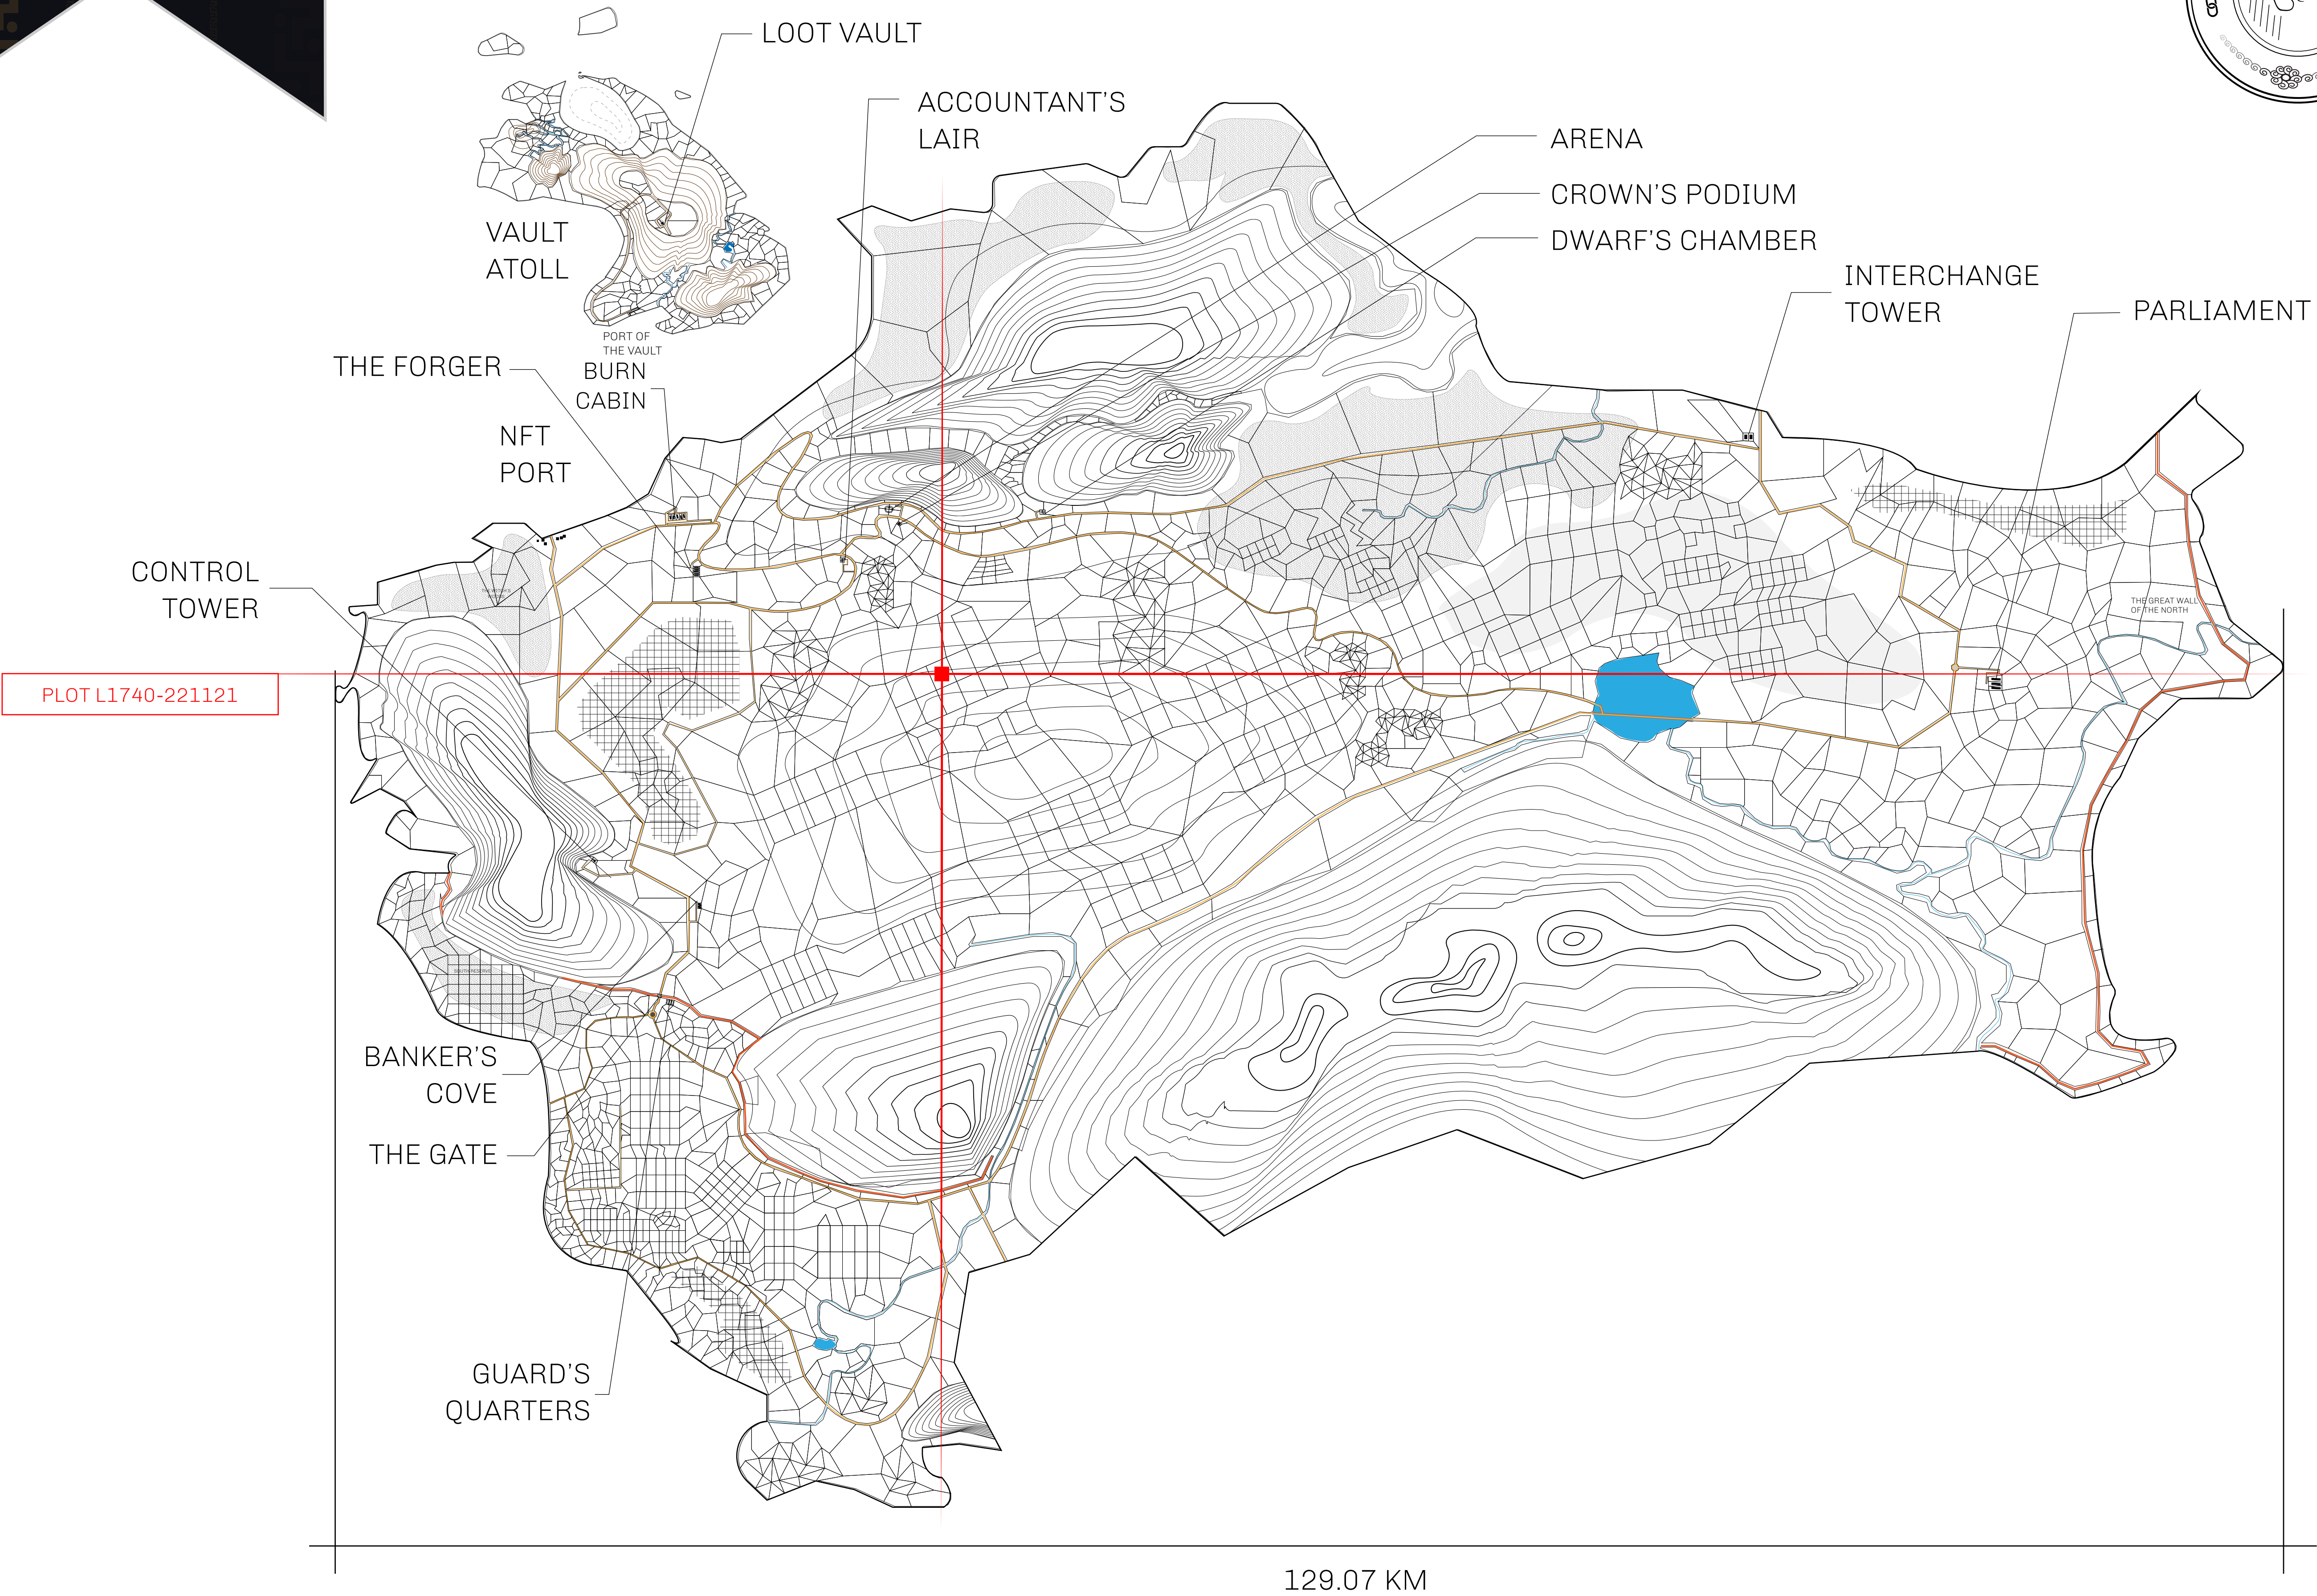 LOOT VAULT
ACCOUNTANT'S
LAIR
ARENA
CROWN'S PODIUM
DWARF'S CHAMBER
INTERCHANGE
TOWER
PARLIAMENT
VAULT
ATOLL
PORT OF
THE VAULT
THE FORGER
BURN
CABIN
NFT
PORT
CONTROL
TOWER
THE GREAT WALL
OF THE NORTH
PLOT L1740-221121
SOUTH RESERVE
BANKER'S
COVE
THE GATE
GUARD'S
QUARTERS
129.07 KM